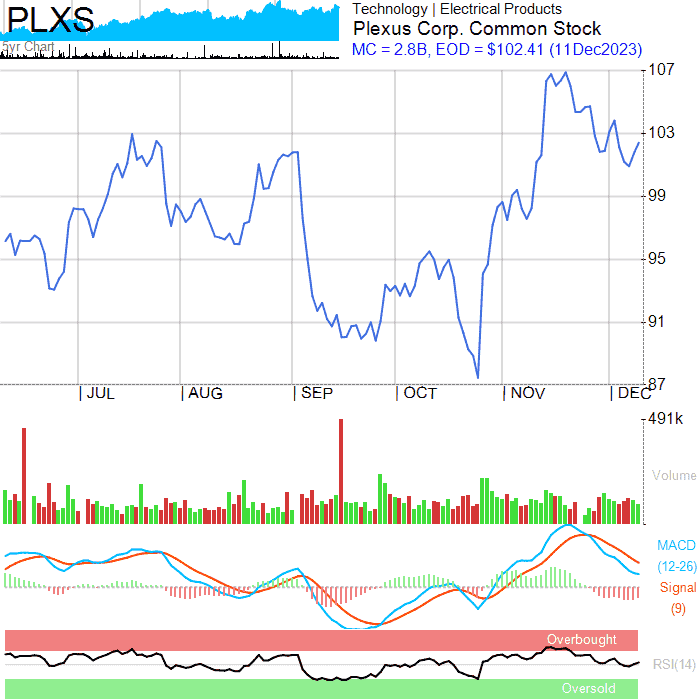 PLXS
5yr Chart
Technology | Electrical Products
Plexus Corp. Common Stock
MC = 2.8B, EOD = $102.41 (11Dec2023)
107
103
99
95
91
87
JUL
AUG
SEP
OCT
NOV
DEC
491k
Volume
MACD
(12-26)
Signal
(9)
Overbought
RSI(14)
Oversold